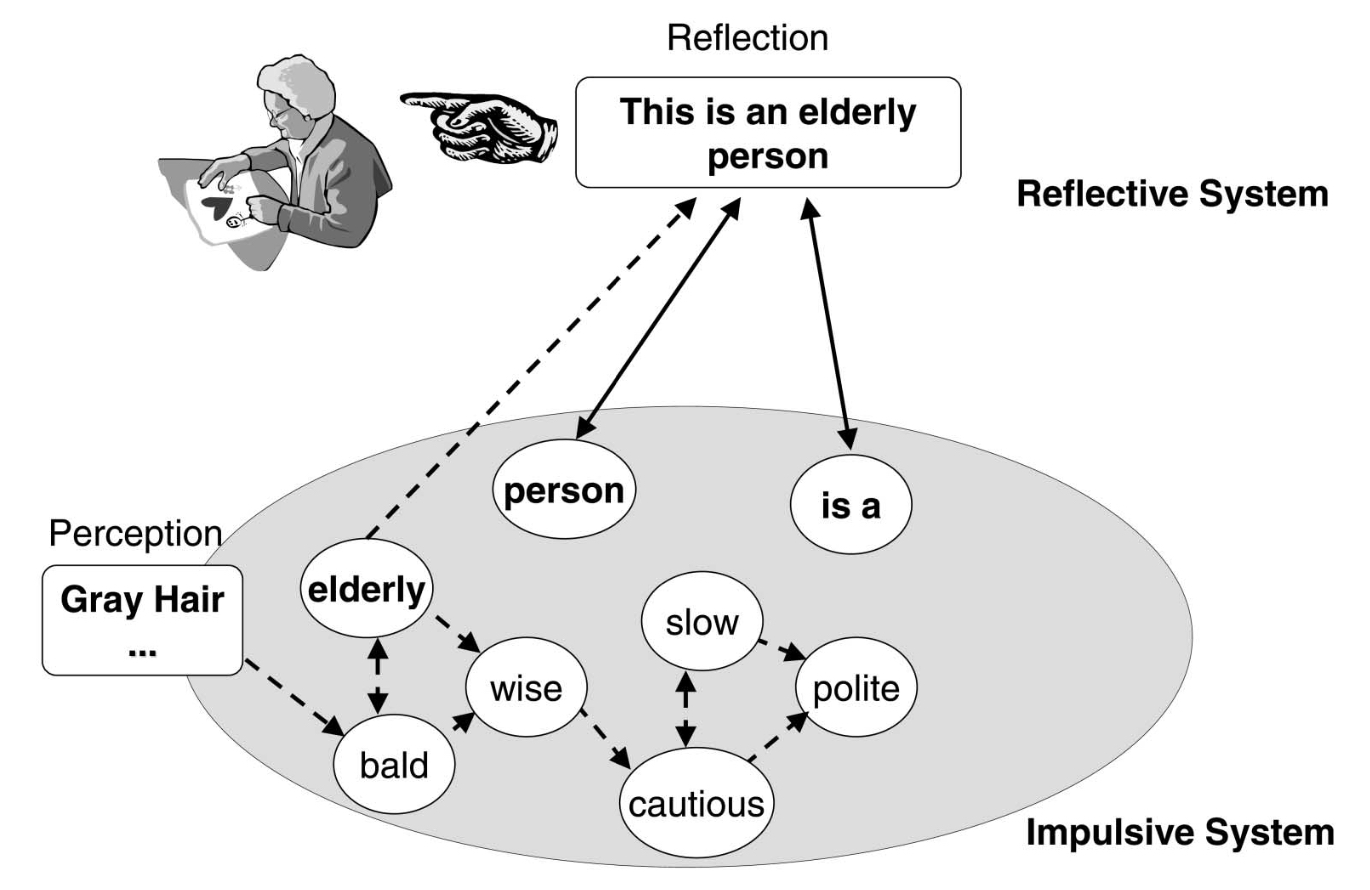 Reflection
This is an elderly
person
Reflective System
person
is a
Perception
Gray Hair
...
elderly
slow
wise
polite
bald
cautious
Impulsive System